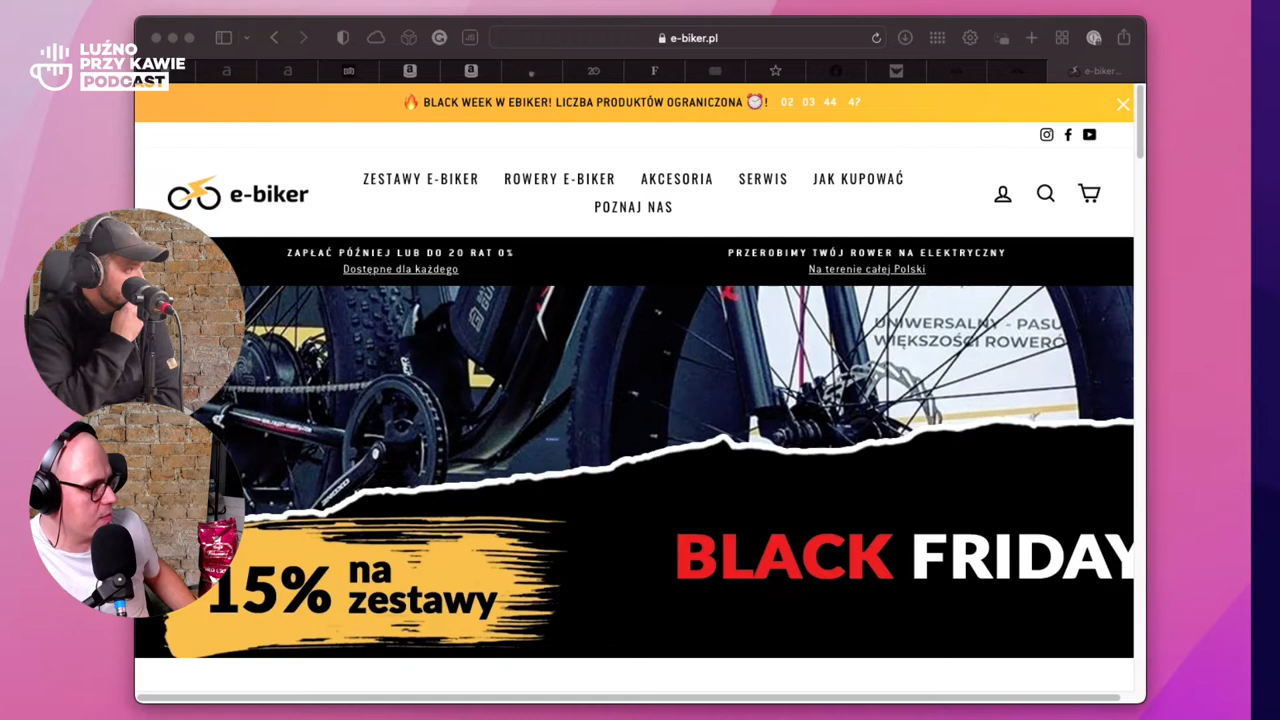 LUŹNO
PRZY KAWIE
PODCAST
e-biker.pl
e-biker...
🔥 BLACK WEEK W EBIKER! LICZBA PRODUKTÓW OGRANICZONA ⏰! 02 03 44 47
e-biker
ZESTAWY E-BIKER ROWERY E-BIKER AKCESORIA SERWIS JAK KUPOWAĆ
POZNAJ NAS
ZAPŁAĆ PÓŹNIEJ LUB DO 20 RAT 0%
Dostępne dla każdego
PRZEROBIMY TWÓJ ROWER NA ELEKTRYCZNY
Na terenie całej Polski
UNIWERSALNY - PASU
WIĘKSZOŚCI ROWERÓ
15% na
zestawy
BLACK FRIDAY